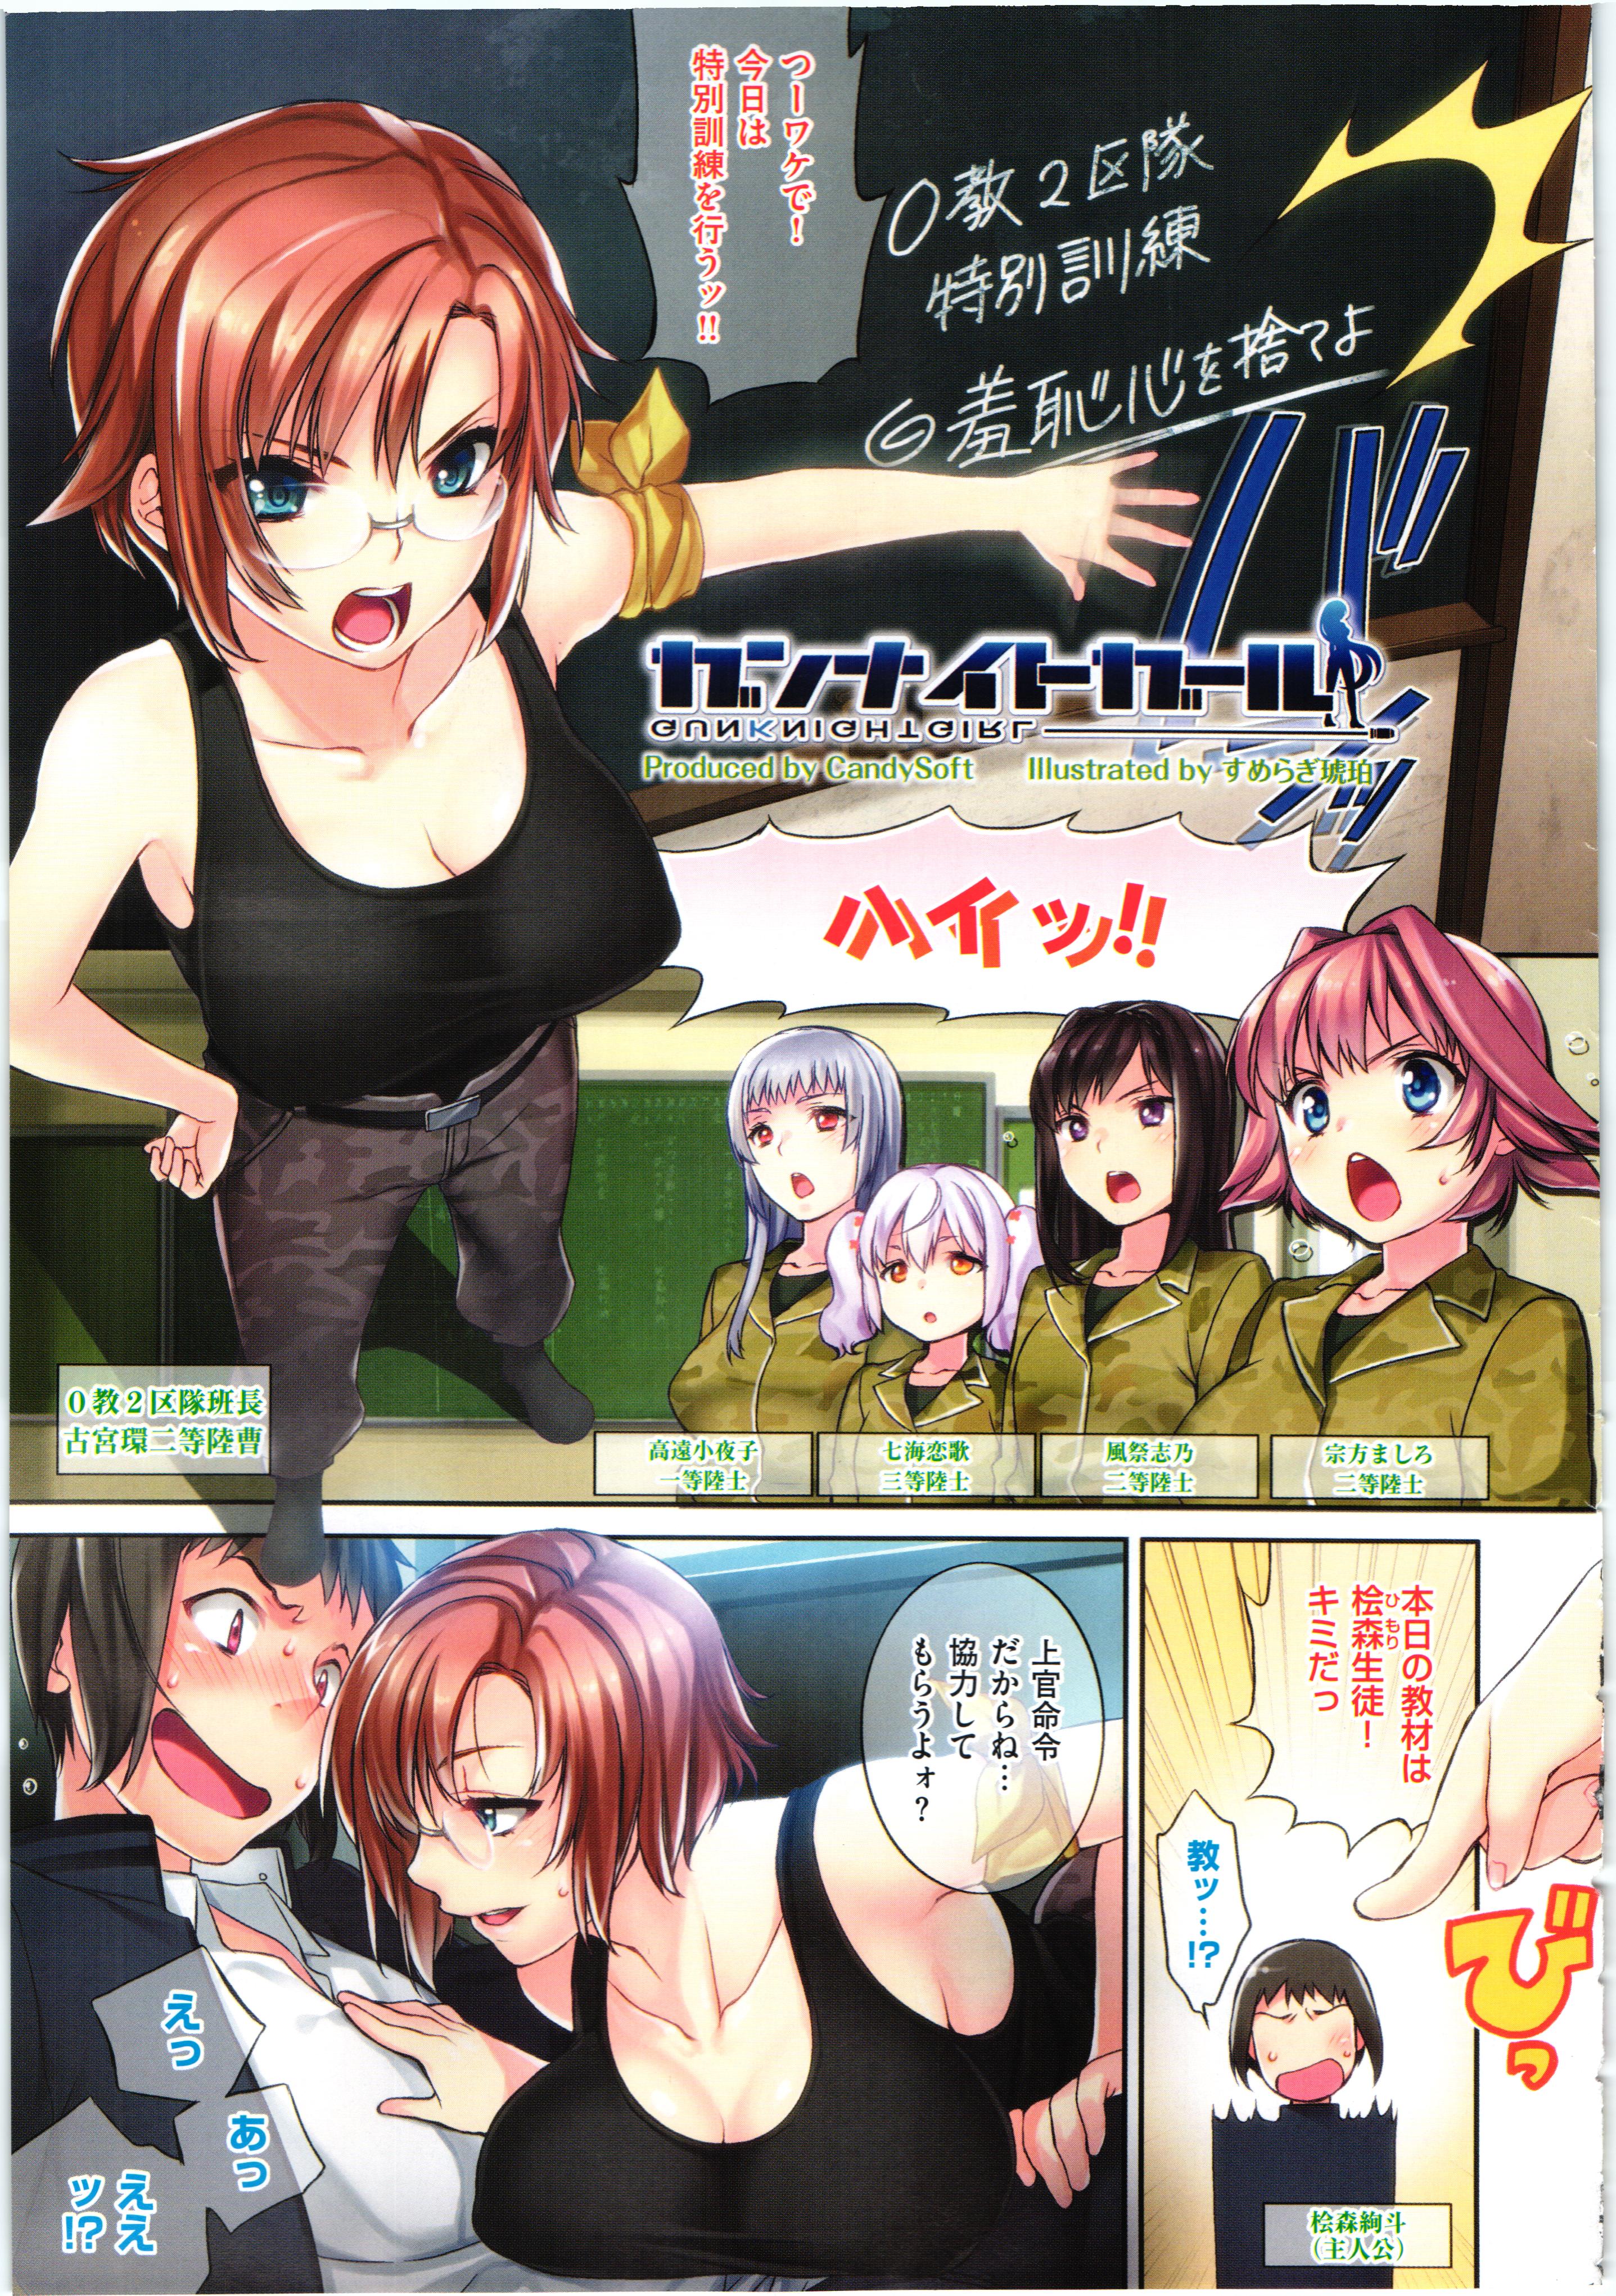 つーワケで！
今日は
特別訓練を行うッ!!
0教2区隊
特別訓練
◎羞恥心を捨てよ
バーンッ
ガンナイトガール
GUNKNIGHTGIRL
Produced by CandySoft Illustrated by すめらぎ琥珀
ハイッ!!
0教2区隊班長
古宮環二等陸曹
高遠小夜子
一等陸士
七海恋歌
三等陸士
風祭志乃
二等陸士
宗方ましろ
二等陸士
本日の教材は
桧森生徒！
ひもり
キミだっ
びっ
教ッ…!?
桧森絢斗
（主人公）
上官命令
だからね…
協力して
もらうよォ？
えっ
あっ
ええ
ッ!?